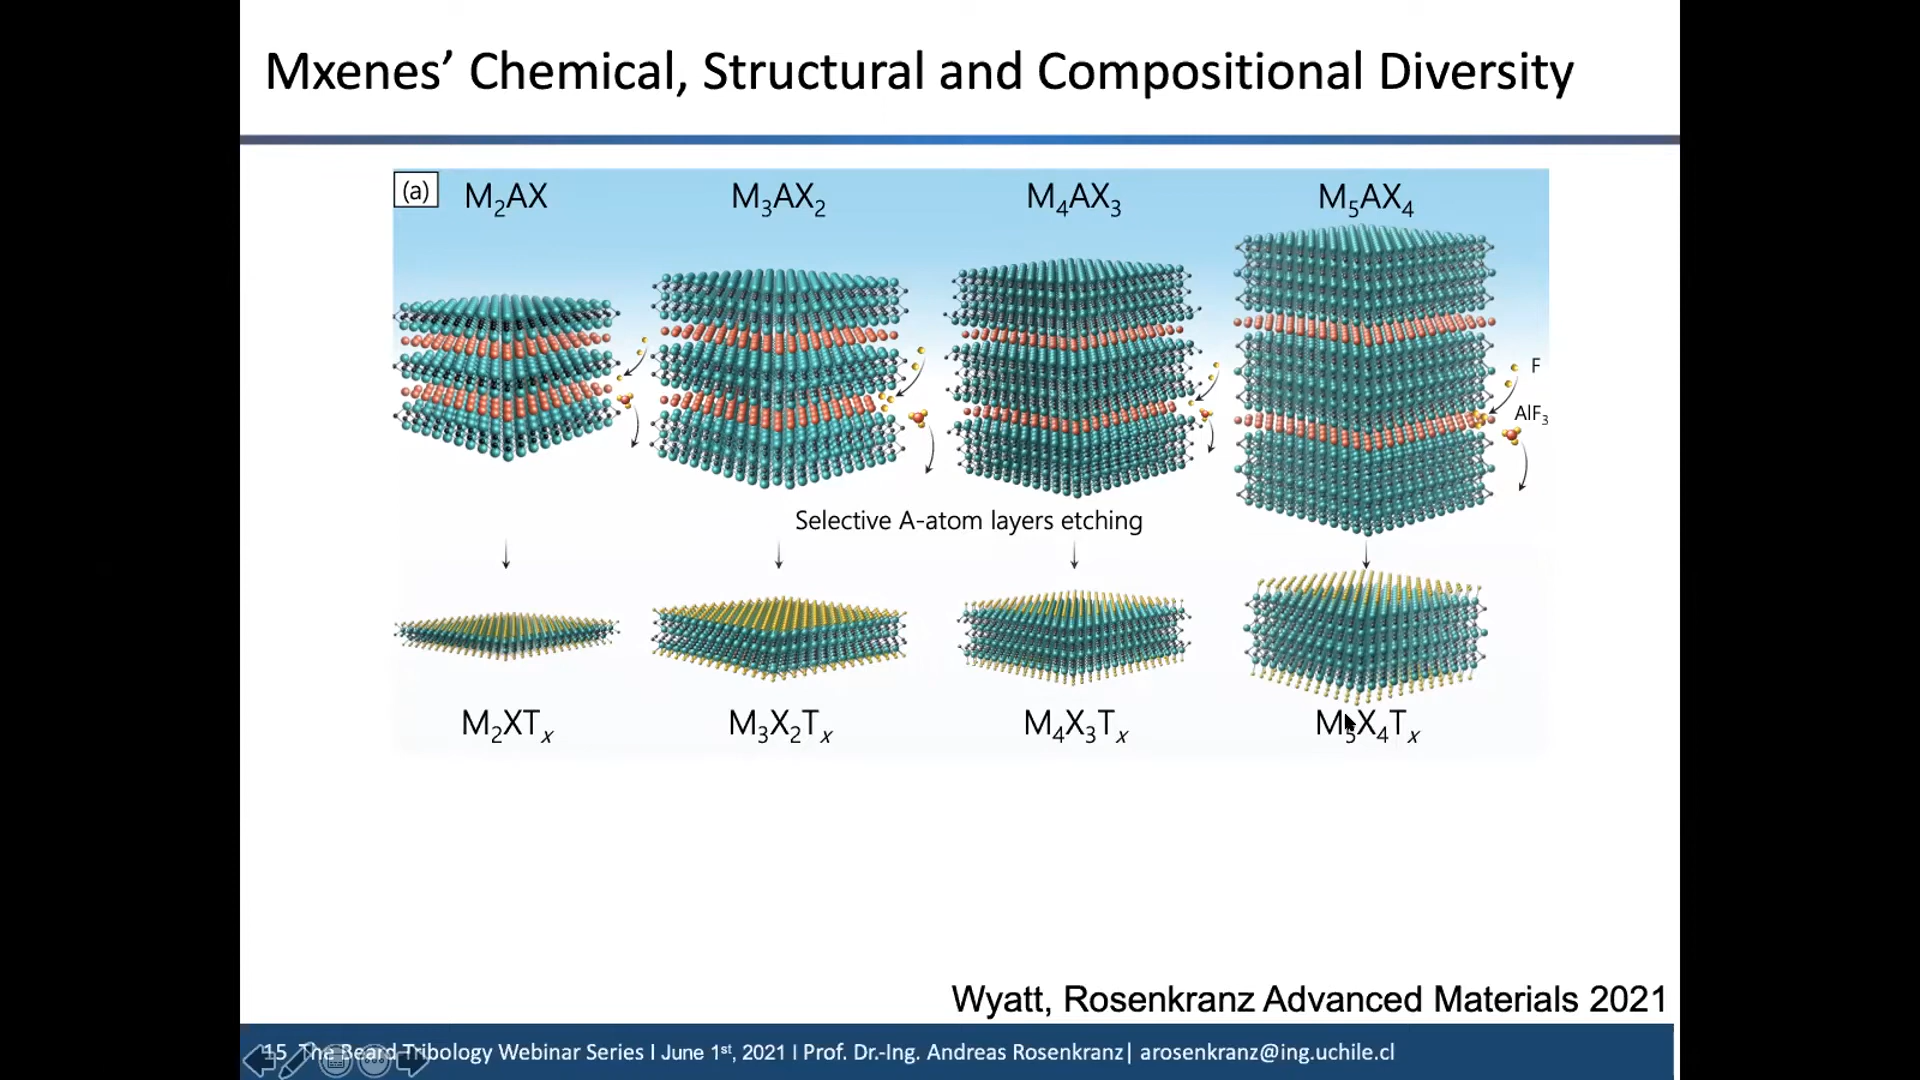 Mxenes’ Chemical, Structural and Compositional Diversity
(a) M₂AX M₃AX₂ M₄AX₃ M₅AX₄
F
AlF₃
Selective A-atom layers etching
M₂XTₓ M₃X₂Tₓ M₄X₃Tₓ M₅X₄Tₓ
Wyatt, Rosenkranz Advanced Materials 2021
15 The Beard Tribology Webinar Series I June 1ˢᵗ, 2021 I Prof. Dr.-Ing. Andreas Rosenkranz| arosenkranz@ing.uchile.cl